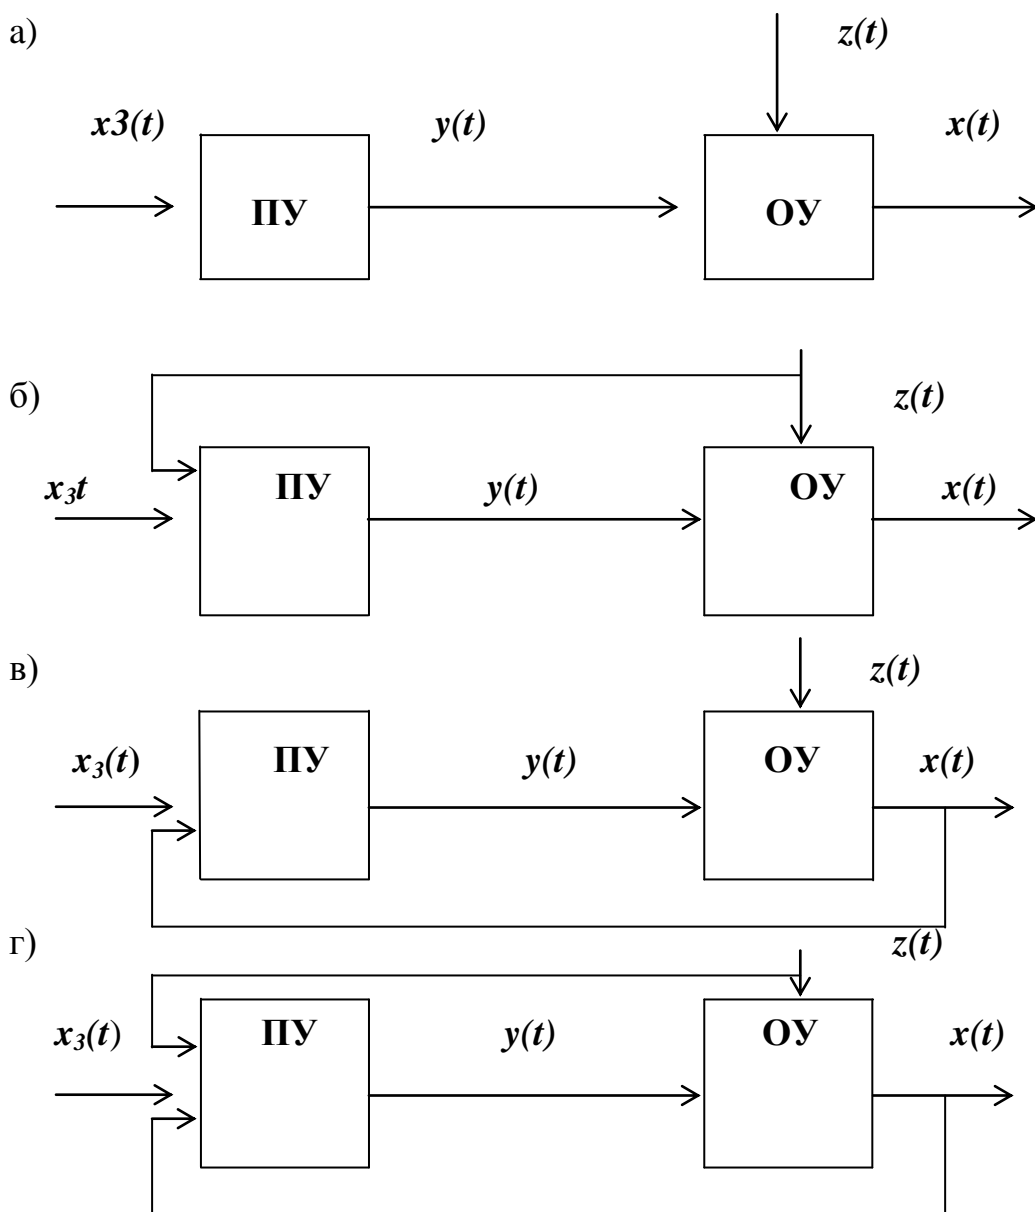 а)
z(t)
x3(t)
y(t)
x(t)
ПУ
ОУ
б)
z(t)
x₃t
ПУ
y(t)
ОУ
x(t)
в)
z(t)
x₃(t)
ПУ
y(t)
ОУ
x(t)
г)
z(t)
x₃(t)
ПУ
y(t)
ОУ
x(t)